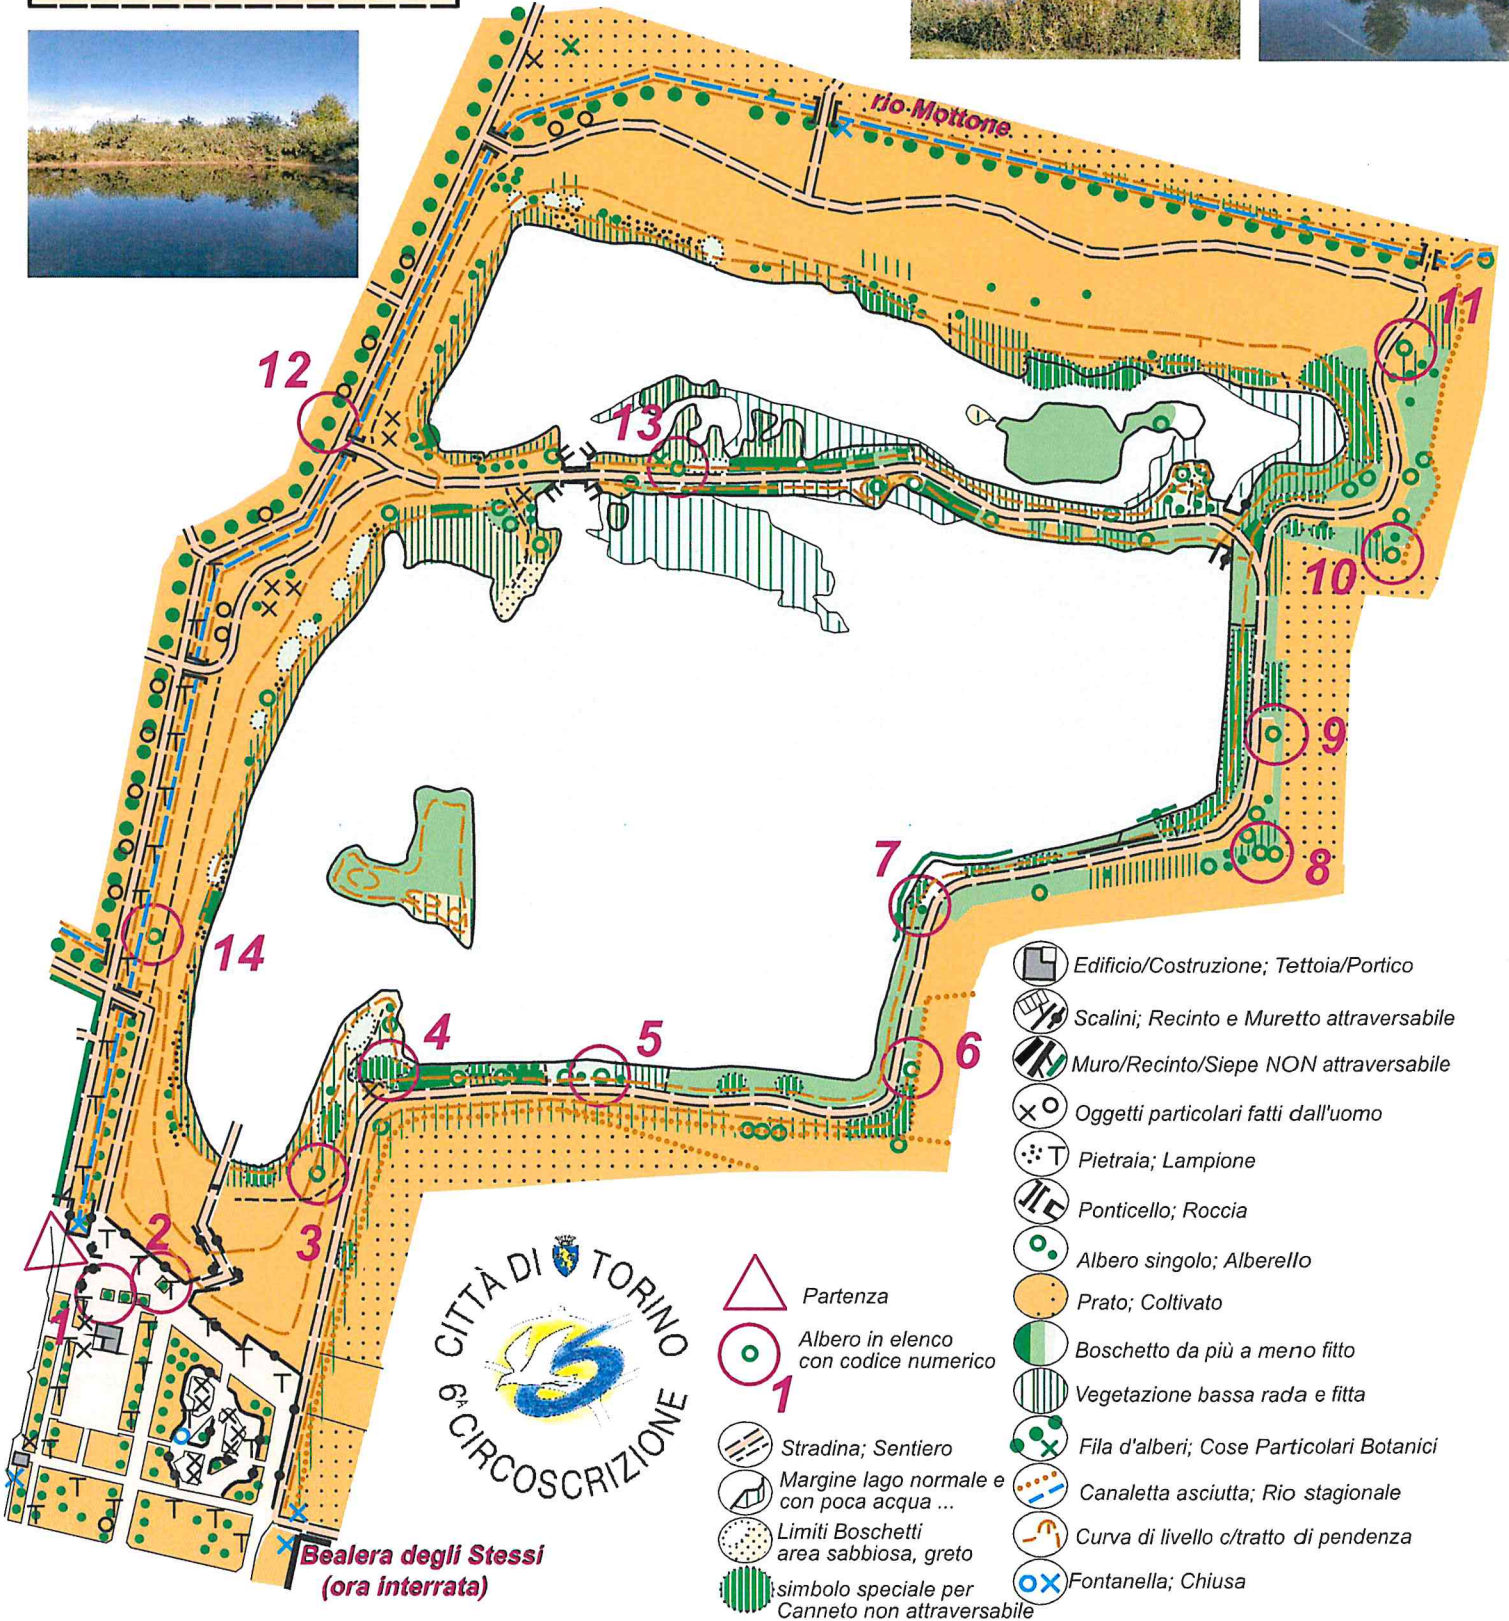 rio Mottone
11
12
13
10
9
7
8
14
4
5
6
2
3
1
CITTÀ DI TORINO
6ᴬ CIRCOSCRIZIONE
Bealera degli Stessi
(ora interrata)
Partenza
Albero in elenco
con codice numerico
1
Stradina; Sentiero
Margine lago normale e
con poca acqua ...
Limiti Boschetti
area sabbiosa, greto
simbolo speciale per
Canneto non attraversabile
Edificio/Costruzione; Tettoia/Portico
Scalini; Recinto e Muretto attraversabile
Muro/Recinto/Siepe NON attraversabile
Oggetti particolari fatti dall'uomo
Pietraia; Lampione
Ponticello; Roccia
Albero singolo; Alberello
Prato; Coltivato
Boschetto da più a meno fitto
Vegetazione bassa rada e fitta
Fila d'alberi; Cose Particolari Botanici
Canaletta asciutta; Rio stagionale
Curva di livello c/tratto di pendenza
Fontanella; Chiusa